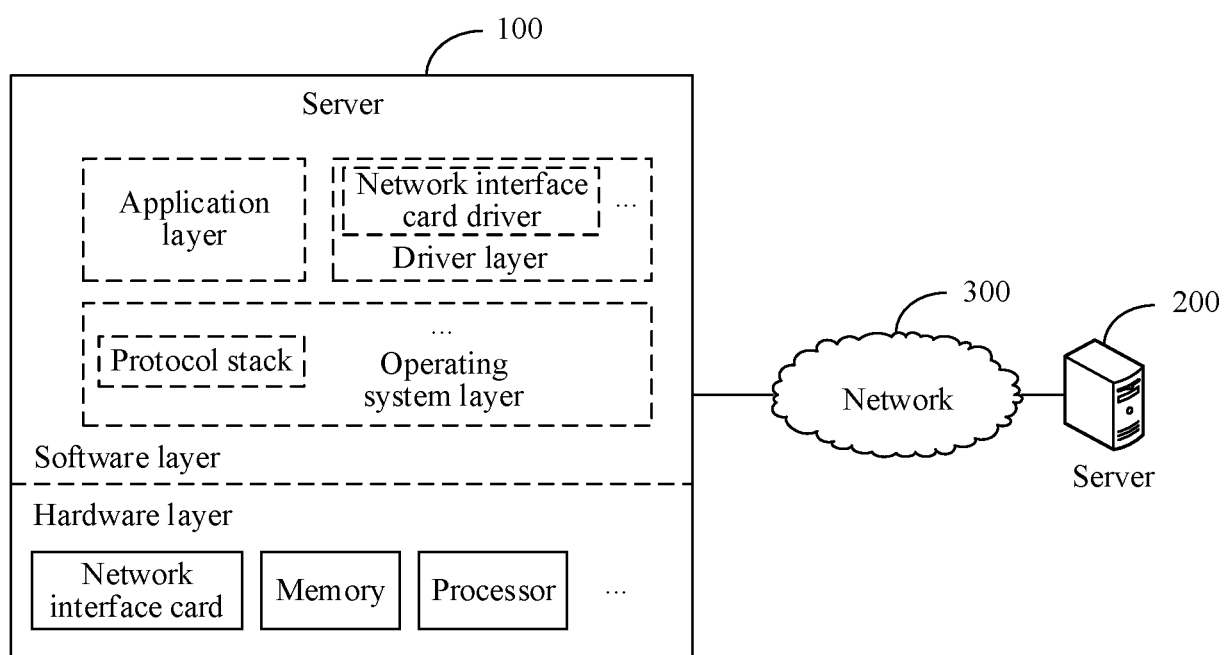 100
Server
Application
layer
Network interface
card driver
...
Driver layer
...
Protocol stack
Operating
system layer
Software layer
Hardware layer
Network
interface card
Memory
Processor
...
300
Network
200
Server